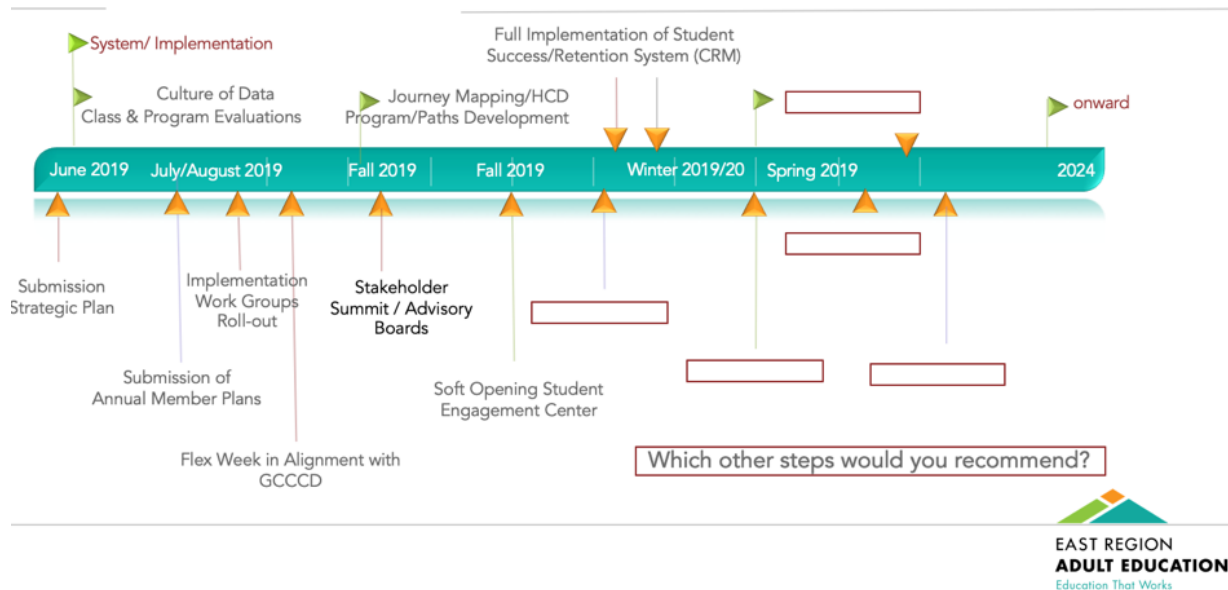 System/ Implementation
Culture of Data
Class & Program Evaluations
Journey Mapping/HCD
Program/Paths Development
Full Implementation of Student
Success/Retention System (CRM)
onward
June 2019
July/August 2019
Fall 2019
Fall 2019
Winter 2019/20
Spring 2019
2024
Submission
Strategic Plan
Submission of
Annual Member Plans
Implementation
Work Groups
Roll-out
Flex Week in Alignment with
GCCCD
Stakeholder
Summit / Advisory
Boards
Soft Opening Student
Engagement Center
Which other steps would you recommend?
EAST REGION
ADULT EDUCATION
Education That Works